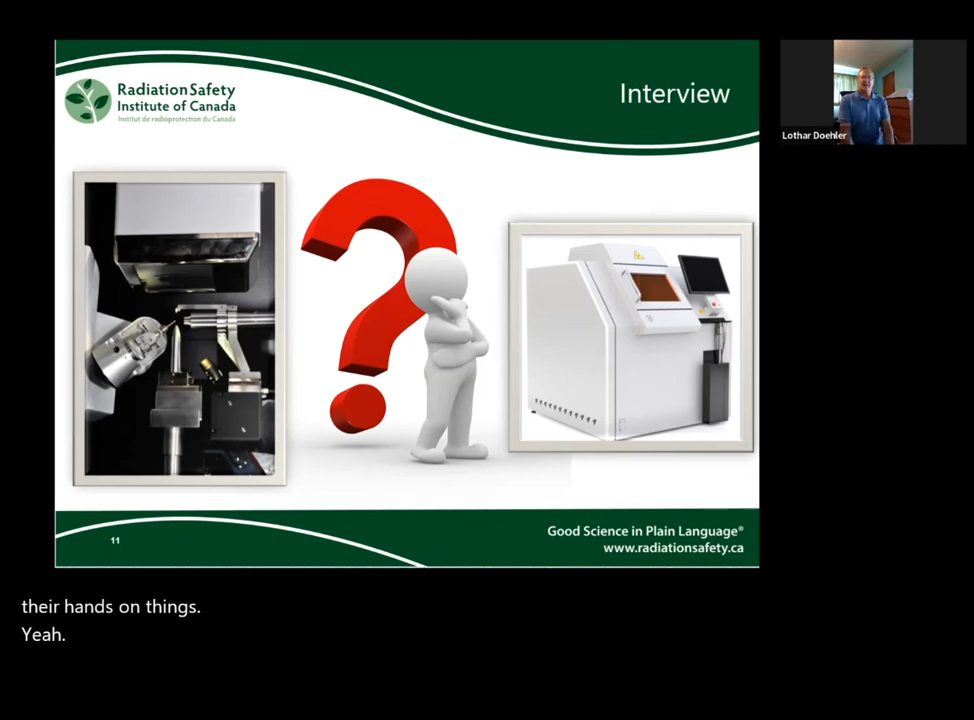 Radiation Safety
Institute of Canada
Institut de radioprotection du Canada
Interview
Lothar Doehler
11
Good Science in Plain Language®
www.radiationsafety.ca
their hands on things.
Yeah.